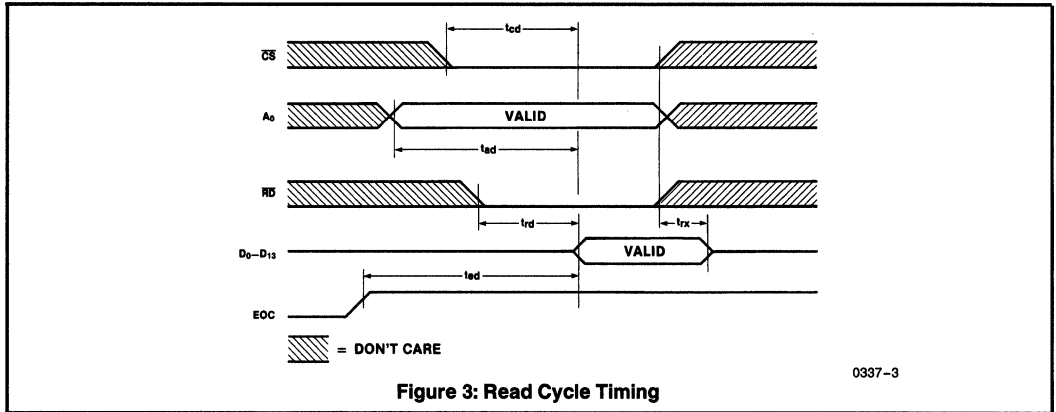 tcd
CS
A0
VALID
tad
RD
trd
trx
D0–D13
VALID
ted
EOC
= DON'T CARE
0337–3
Figure 3: Read Cycle Timing